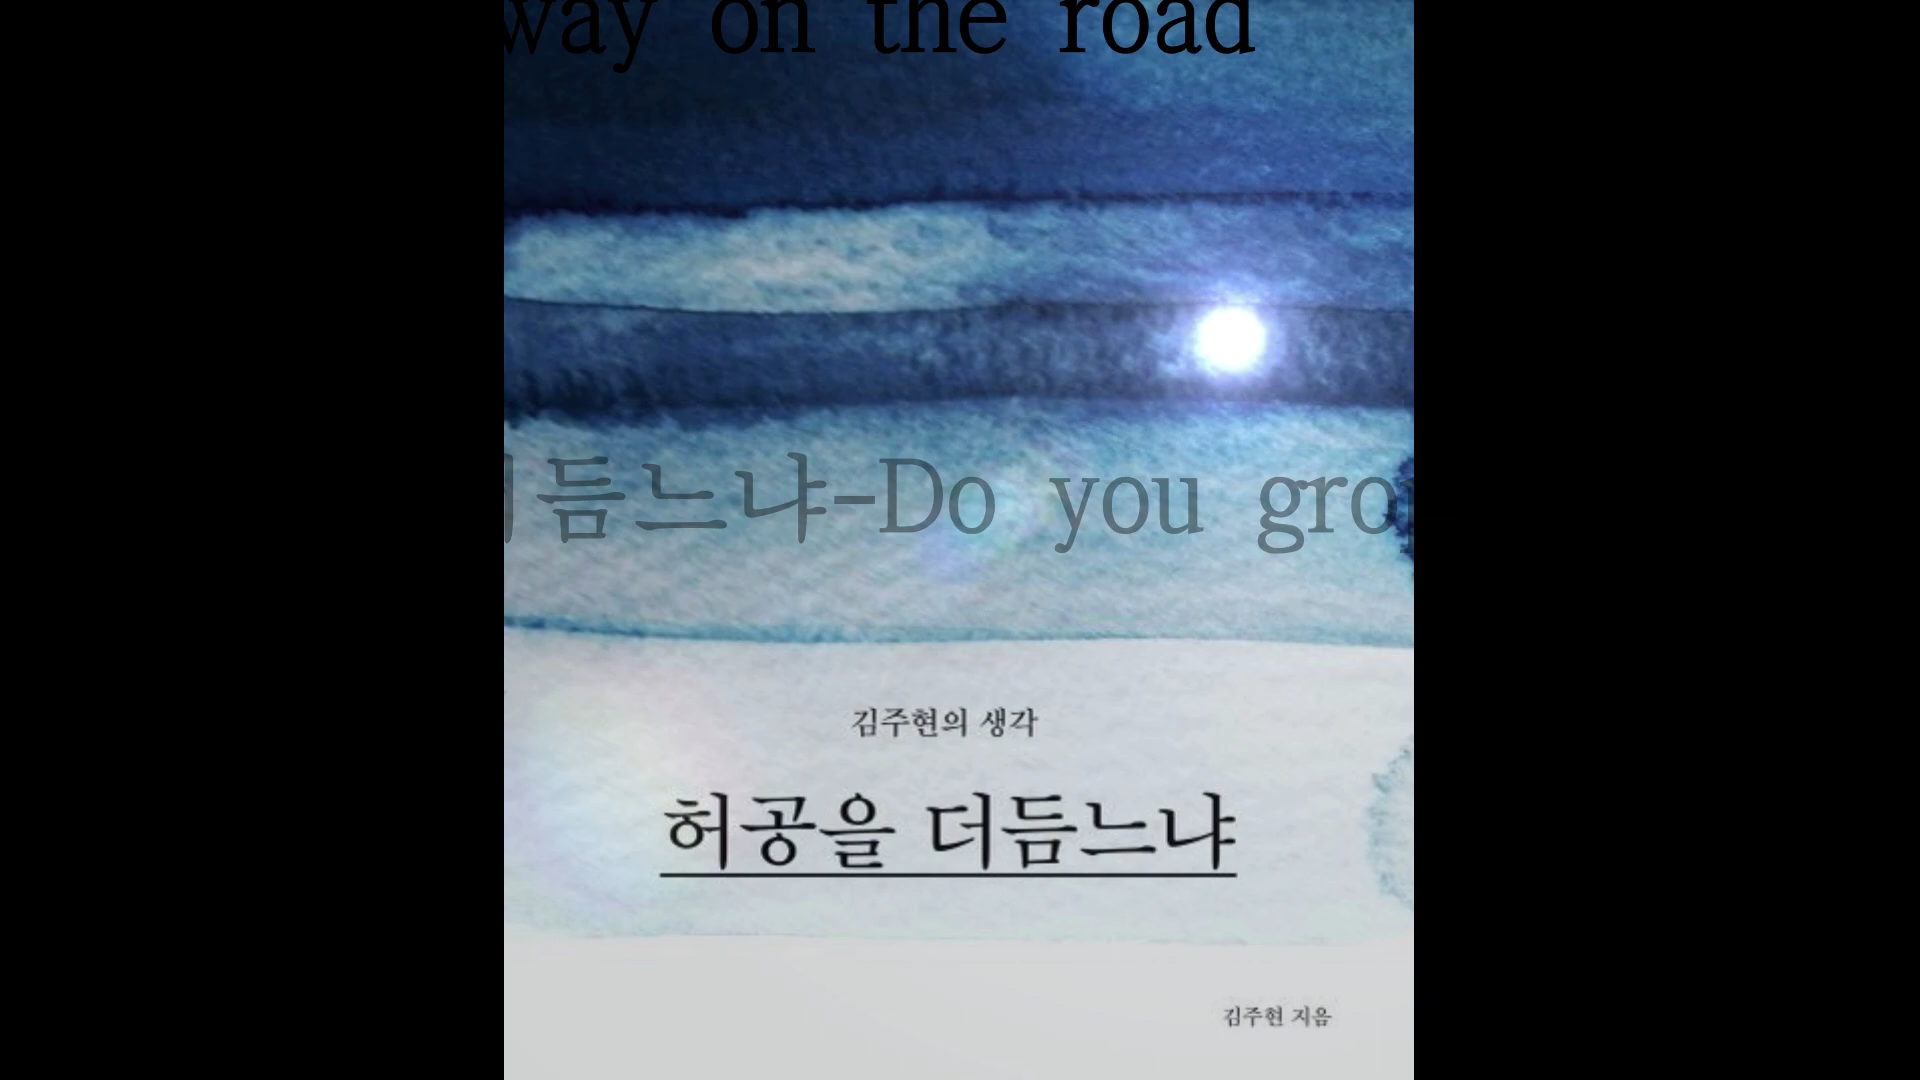 way on the road
듬느냐-Do you gro
김주현의 생각
허공을 더듬느냐
김주현 지음